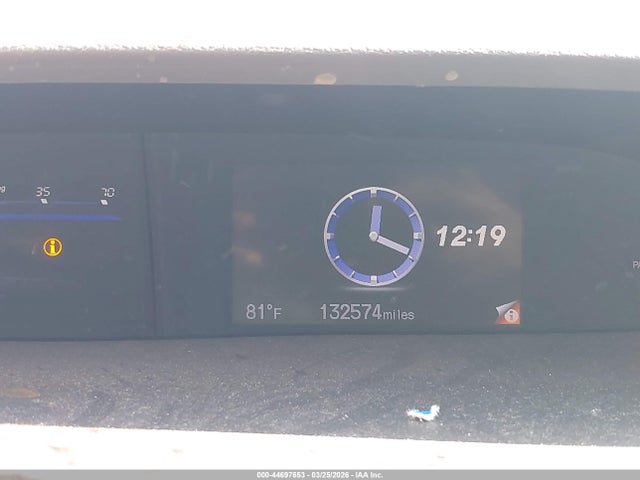 35 70
12:19
81°F 132574miles
000-44697653 - 03/25/2026 - IAA Inc.